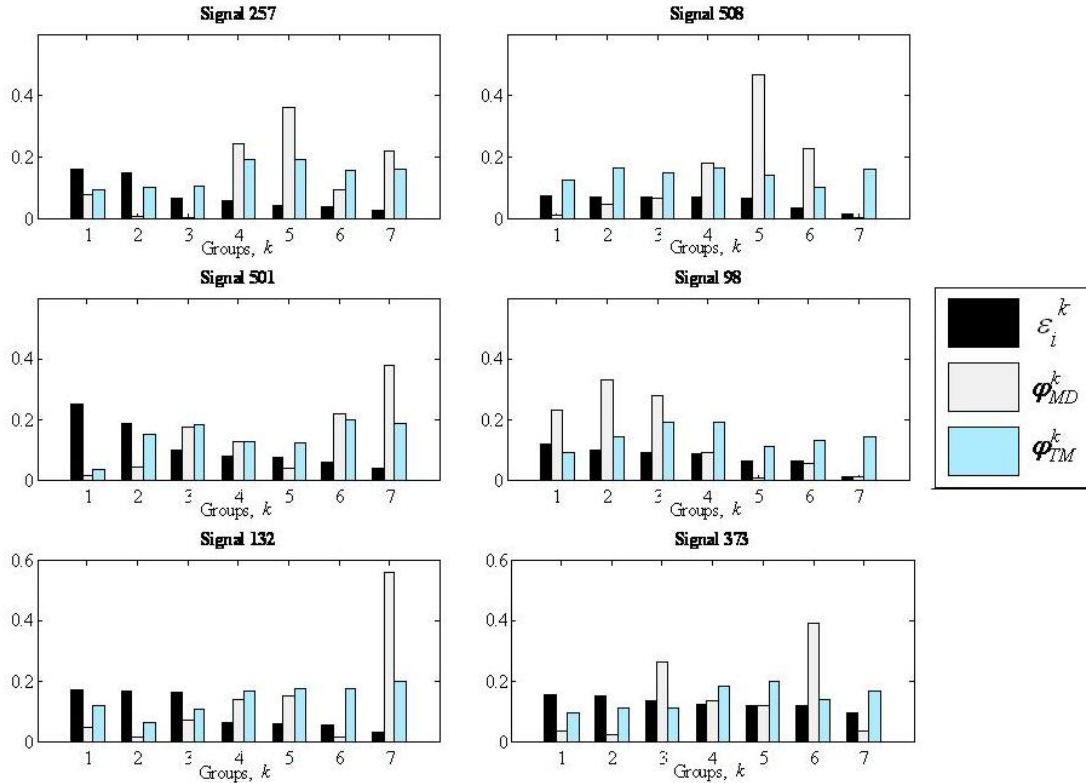 Signal 257
0.4
0.2
0
1 2 3 4 5 6 7
Groups, k
Signal 508
0.4
0.2
0
1 2 3 4 5 6 7
Groups, k
Signal 501
0.4
0.2
0
1 2 3 4 5 6 7
Groups, k
Signal 98
0.4
0.2
0
1 2 3 4 5 6 7
Groups, k
ε_i^k
φ_MD^k
φ_TM^k
Signal 132
0.6
0.4
0.2
0
1 2 3 4 5 6 7
Groups, k
Signal 373
0.6
0.4
0.2
0
1 2 3 4 5 6 7
Groups, k